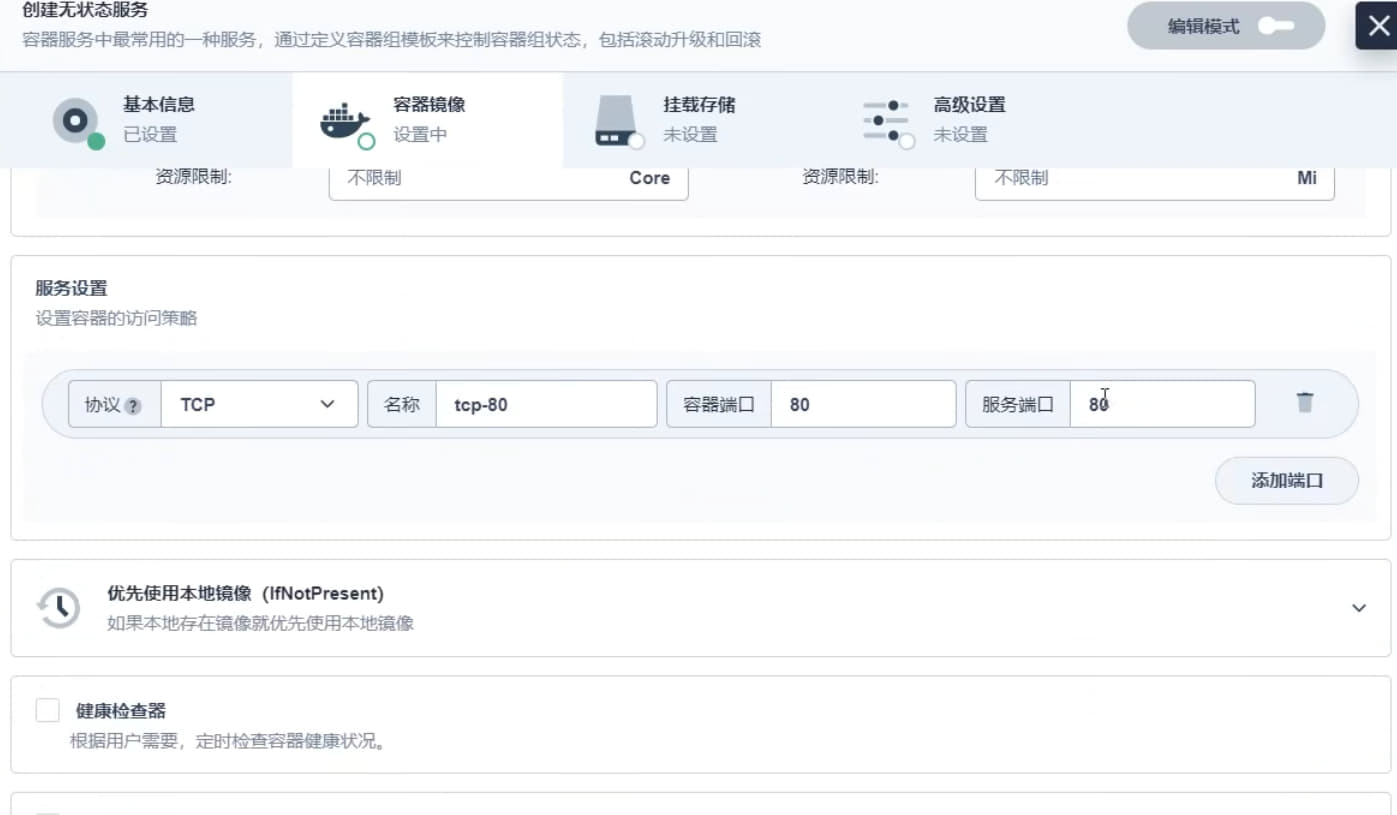 创建无状态服务
容器服务中最常用的一种服务，通过定义容器组模板来控制容器组状态，包括滚动升级和回滚
编辑模式
基本信息
已设置
容器镜像
设置中
挂载存储
未设置
高级设置
未设置
资源限制: 不限制 Core 资源限制: 不限制 Mi
服务设置
设置容器的访问策略
协议 ? TCP 名称 tcp-80 容器端口 80 服务端口 80
添加端口
优先使用本地镜像（IfNotPresent)
如果本地存在镜像就优先使用本地镜像
健康检查器
根据用户需要，定时检查容器健康状况。